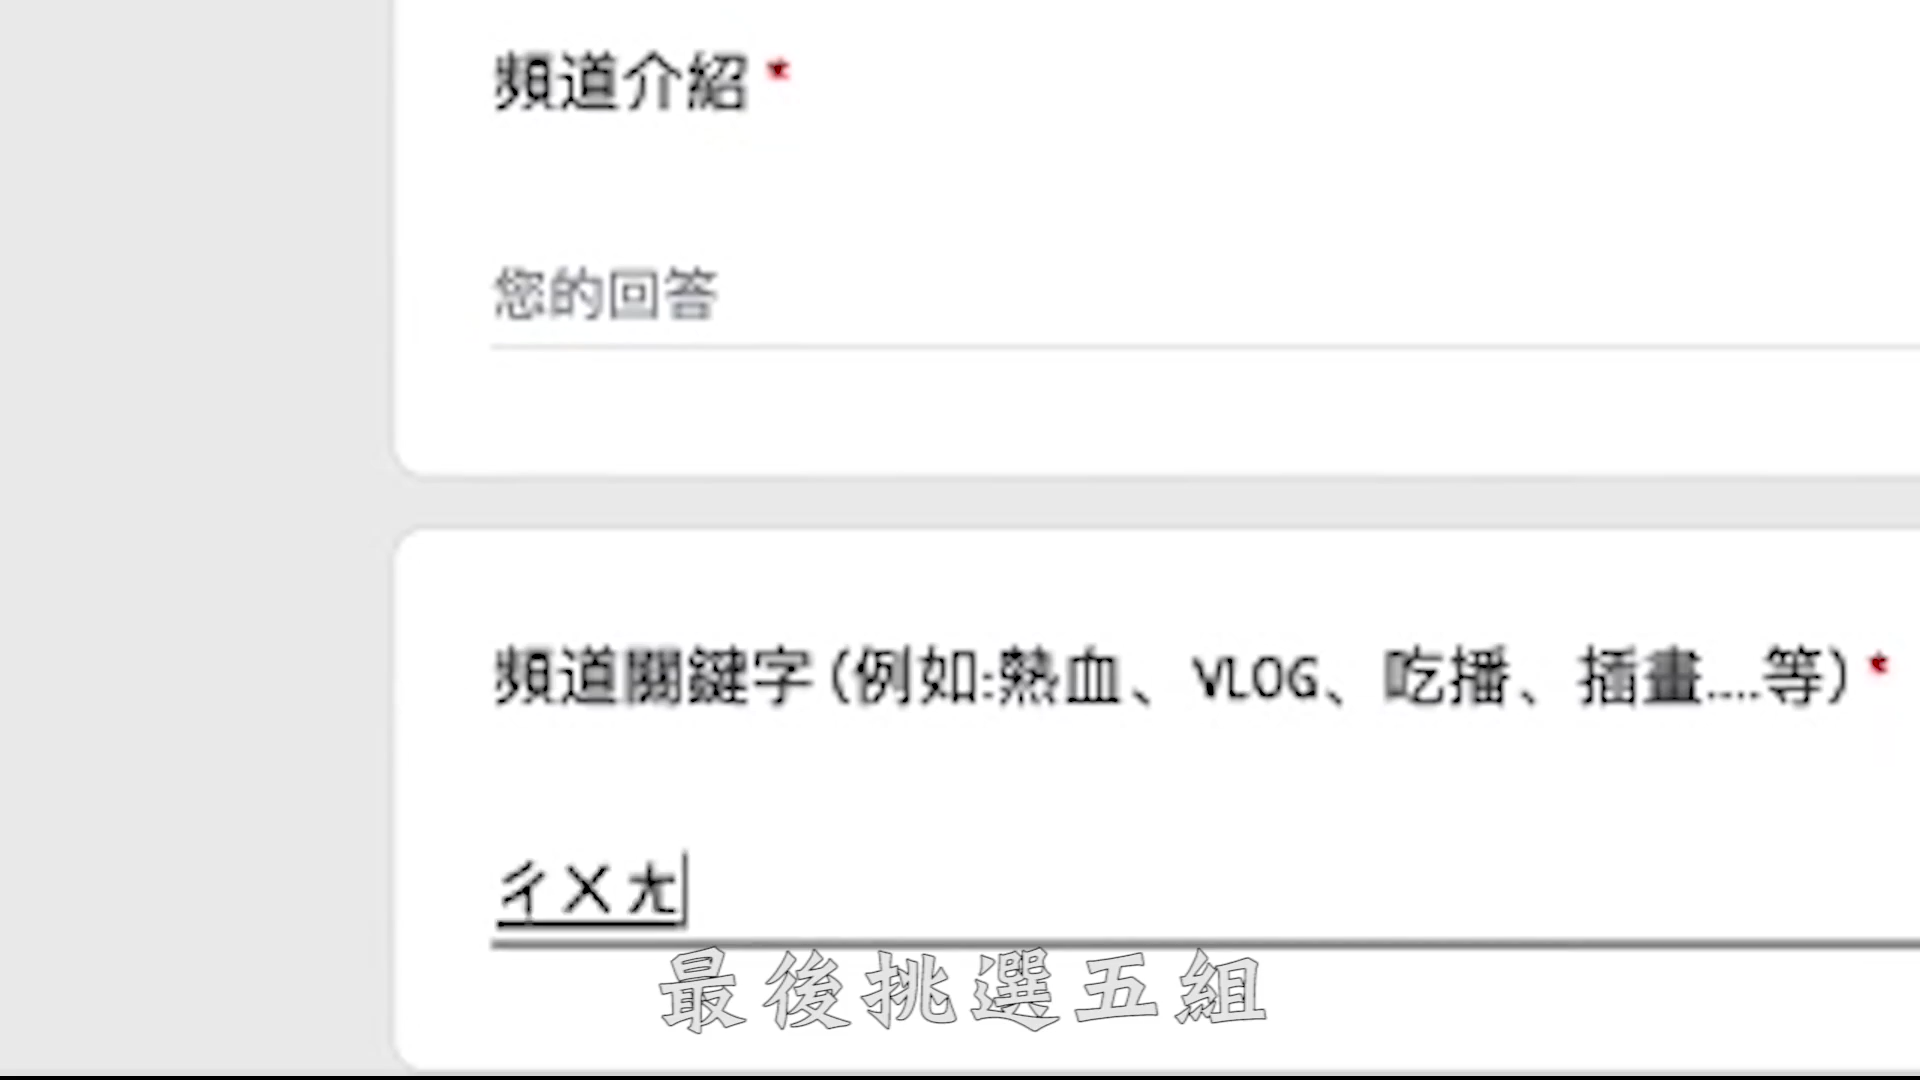 頻道介紹 *
您的回答
頻道關鍵字 (例如:熱血、VLOG、吃播、插畫....等) *
ㄔㄨㄤ
最後挑選五組